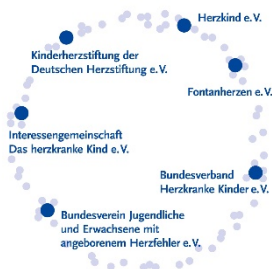 Herzkind e.V.
Kinderherzstiftung der
Deutschen Herzstiftung e.V.
Fontanherzen e.V.
Interessengemeinschaft
Das herzkranke Kind e.V.
Bundesverband
Herzkranke Kinder e.V.
Bundesverein Jugendliche
und Erwachsene mit
angeborenem Herzfehler e.V.